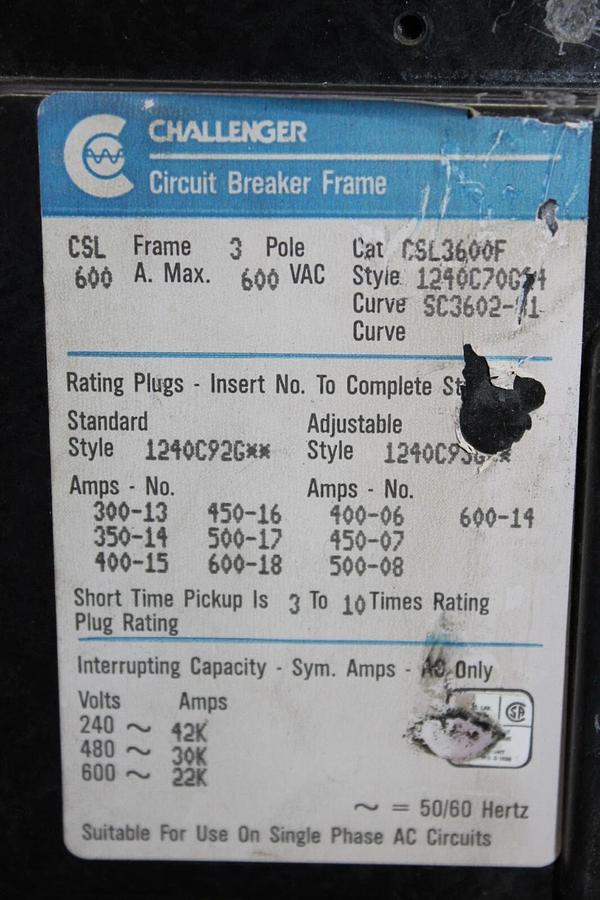 CHALLENGER
Circuit Breaker Frame
CSL Frame 3 Pole Cat CSL3600F
600 A. Max. 600 VAC Style
Curve
Curve
Rating Plugs - Insert No. To Complete
Standard Adjustable
Style 1240C92G** Style
Amps - No. Amps - No.
300-13 450-16 400-06 600-14
350-14 500-17 450-07
400-15 600-18 500-08
Short Time Pickup Is 3 To 10 Times Rating
Plug Rating
Interrupting Capacity - Sym. Amps - AC Only
Volts Amps
240 ~ 42K
480 ~ 30K
600 ~ 22K
~ = 50/60 Hertz
Suitable For Use On Single Phase AC Circuits